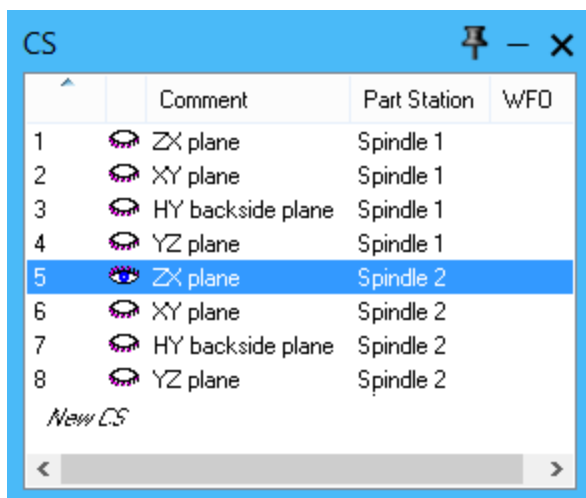 CS
Comment Part Station WFO
1 ZX plane Spindle 1
2 XY plane Spindle 1
3 HY backside plane Spindle 1
4 YZ plane Spindle 1
5 ZX plane Spindle 2
6 XY plane Spindle 2
7 HY backside plane Spindle 2
8 YZ plane Spindle 2
New CS